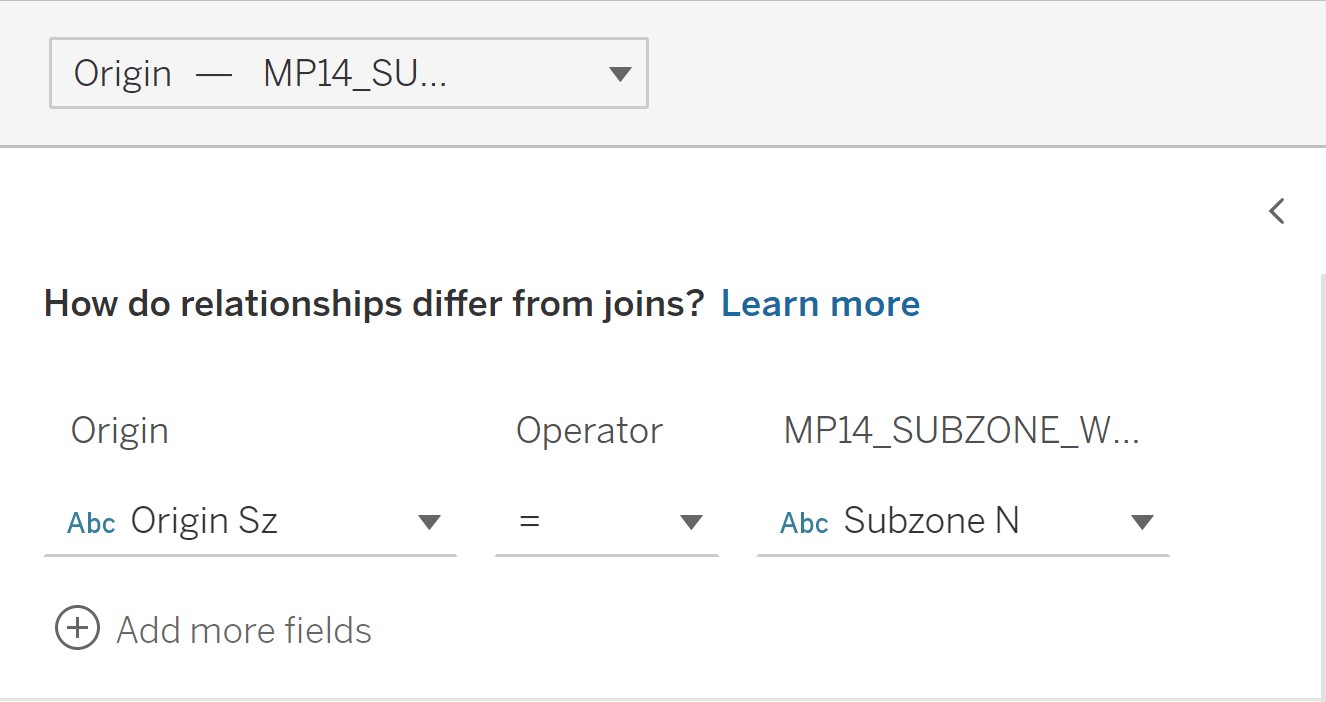 Origin — MP14_SU...
How do relationships differ from joins? Learn more
Origin Operator MP14_SUBZONE_W...
Abc Origin Sz = Abc Subzone N
Add more fields